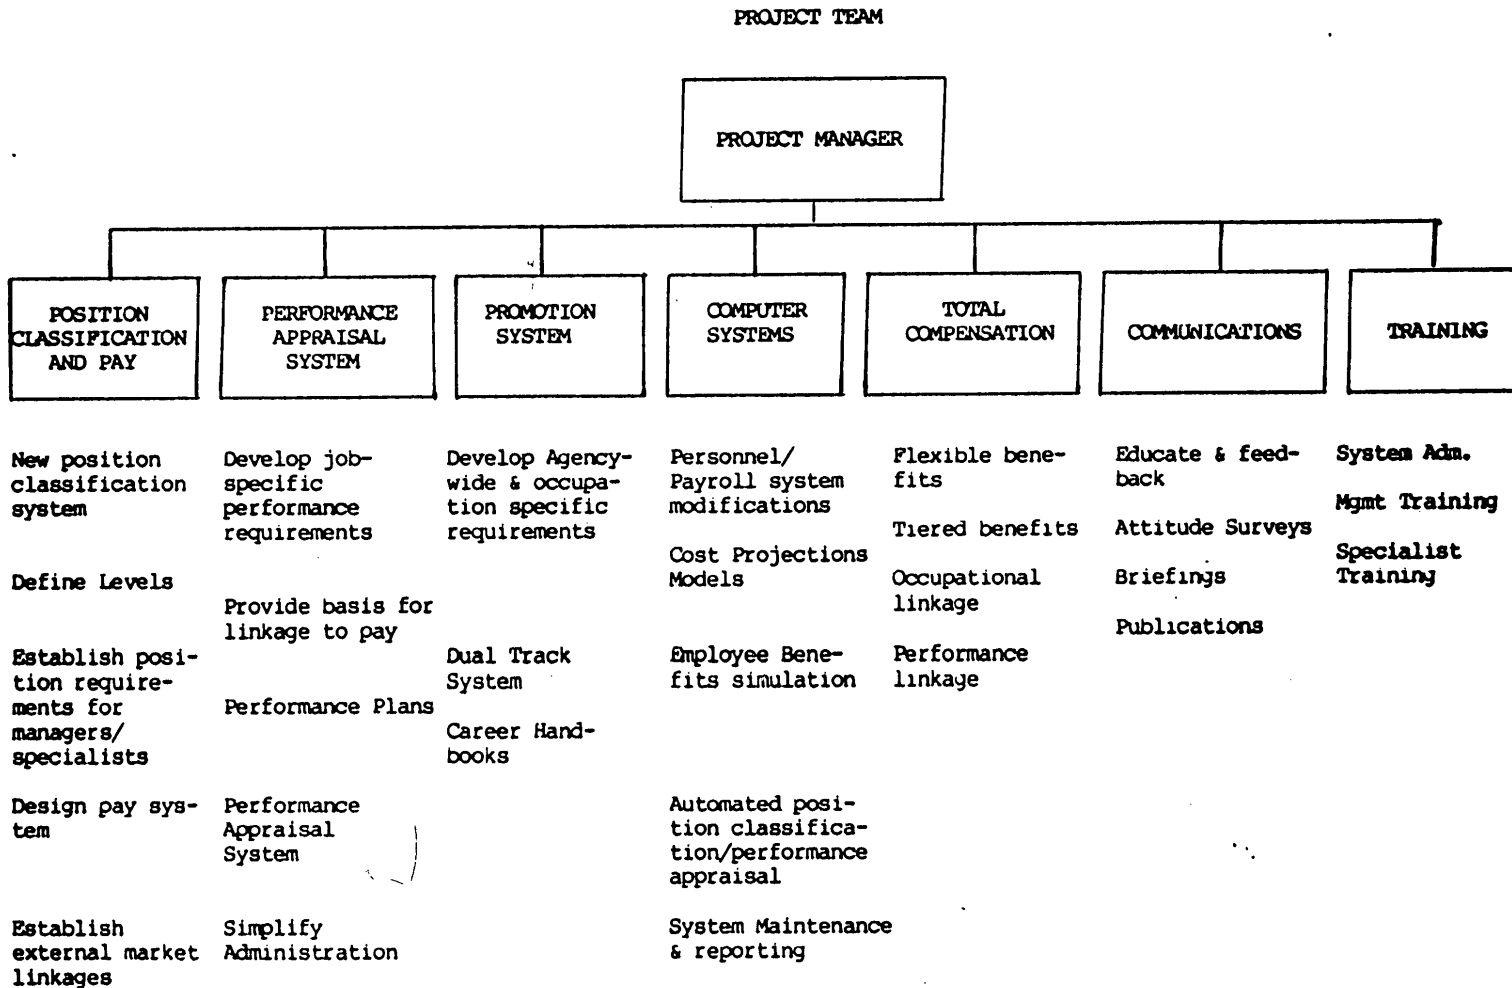 PROJECT TEAM
PROJECT MANAGER
POSITION
CLASSIFICATION
AND PAY
PERFORMANCE
APPRAISAL
SYSTEM
PROMOTION
SYSTEM
COMPUTER
SYSTEMS
TOTAL
COMPENSATION
COMMUNICATIONS
TRAINING
New position
classification
system
Define Levels
Establish posi-
tion require-
ments for
managers/
specialists
Design pay sys-
tem
Establish
external market
linkages
Develop job-
specific
performance
requirements
Provide basis for
linkage to pay
Performance Plans
Performance
Appraisal
System
Simplify
Administration
Develop Agency-
wide & occupa-
tion specific
requirements
Dual Track
System
Career Hand-
books
Personnel/
Payroll system
modifications
Cost Projections
Models
Employee Bene-
fits simulation
Automated posi-
tion classifica-
tion/performance
appraisal
System Maintenance
& reporting
Flexible bene-
fits
Tiered benefits
Occupational
linkage
Performance
linkage
Educate & feed-
back
Attitude Surveys
Briefings
Publications
System Adm.
Mgmt Training
Specialist
Training